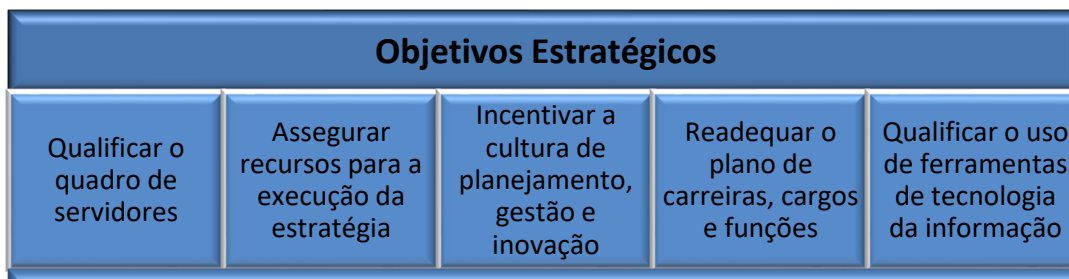 Objetivos Estratégicos
Qualificar o
quadro de
servidores
Assegurar
recursos para a
execução da
estratégia
Incentivar a
cultura de
planejamento,
gestão e
inovação
Readequar o
plano de
carreiras, cargos
e funções
Qualificar o uso
de ferramentas
de tecnologia
da informação